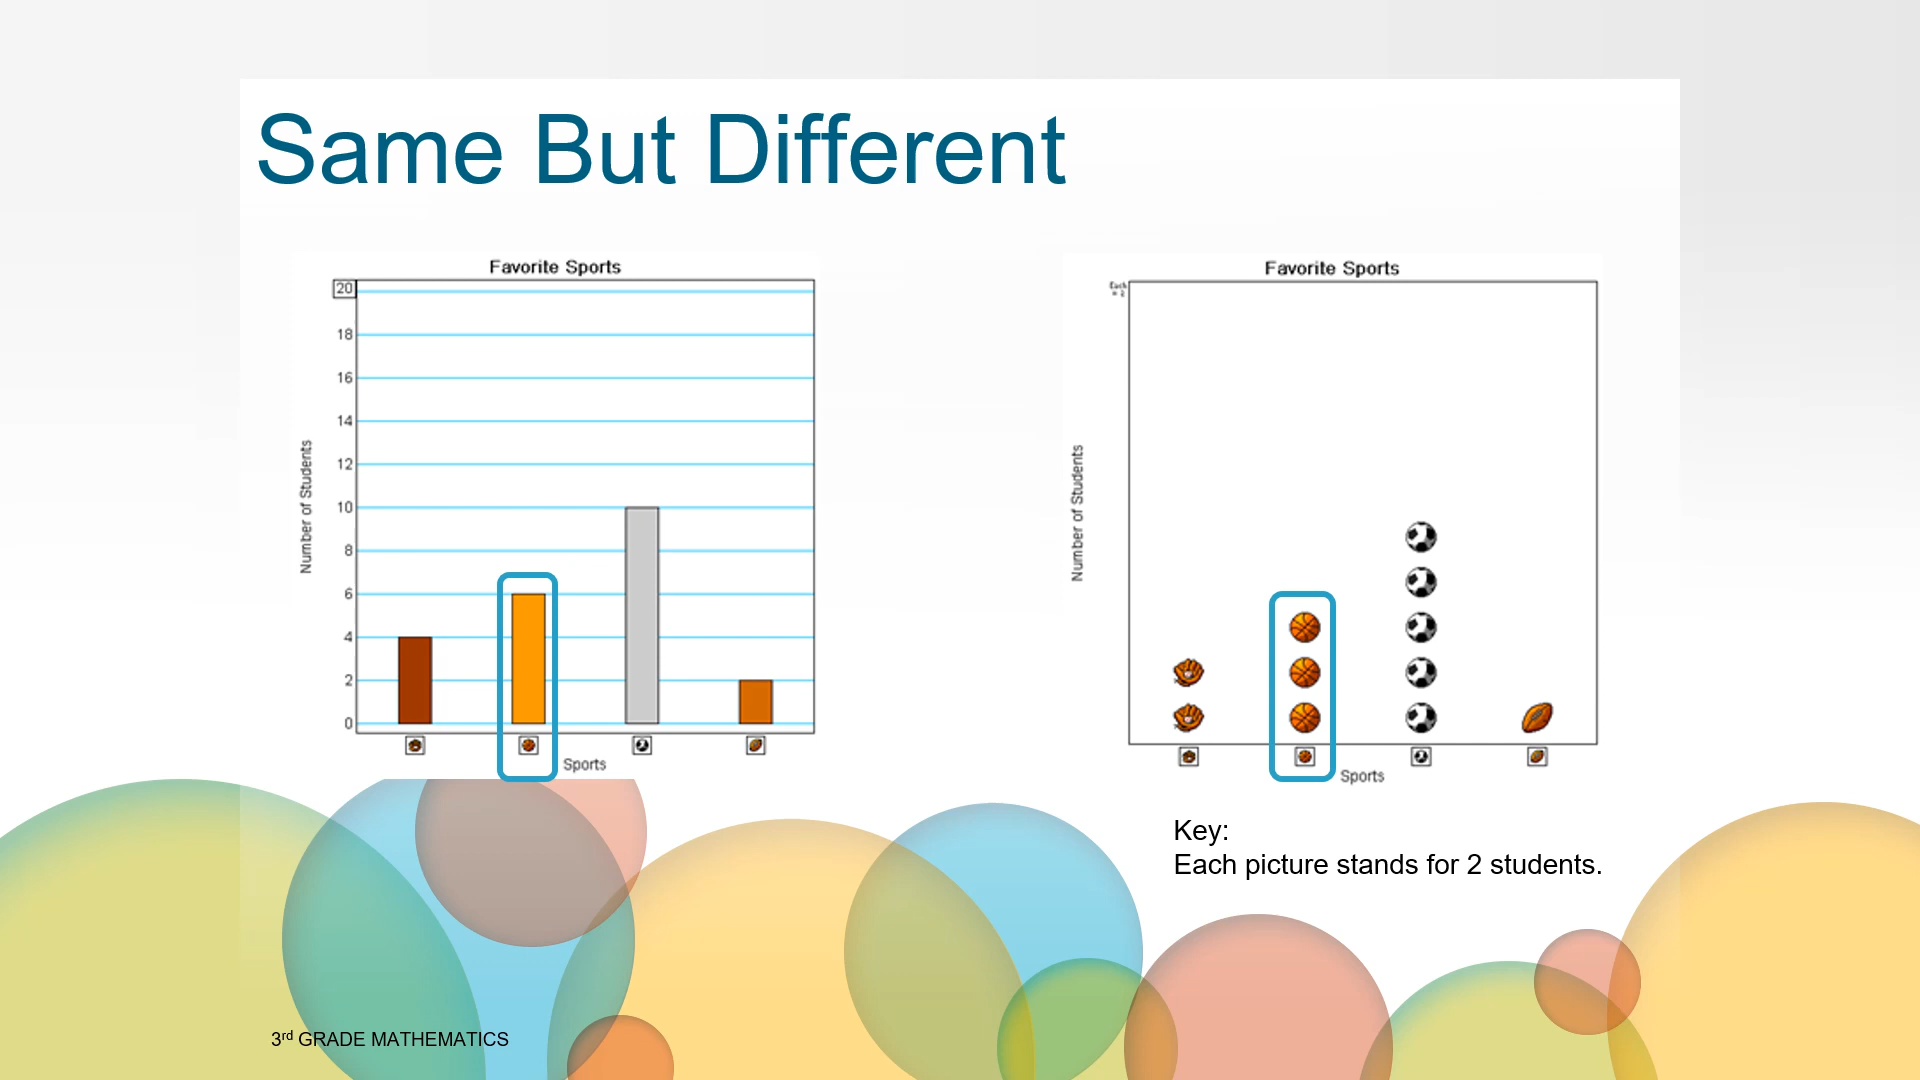 Same But Different
Favorite Sports
20
18
16
14
12
10
8
6
4
2
0
Number of Students
Sports
Favorite Sports
Each
= 2
Number of Students
Sports
Key:
Each picture stands for 2 students.
3rd GRADE MATHEMATICS